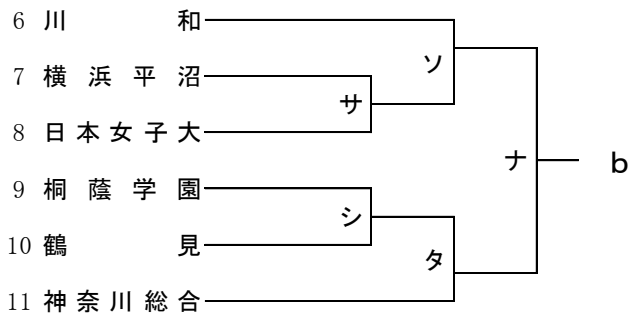 6 川和
ソ
7 横浜平沼
サ
8 日本女子大
ナ b
9 桐蔭学園
シ
10 鶴見
タ
11 神奈川総合